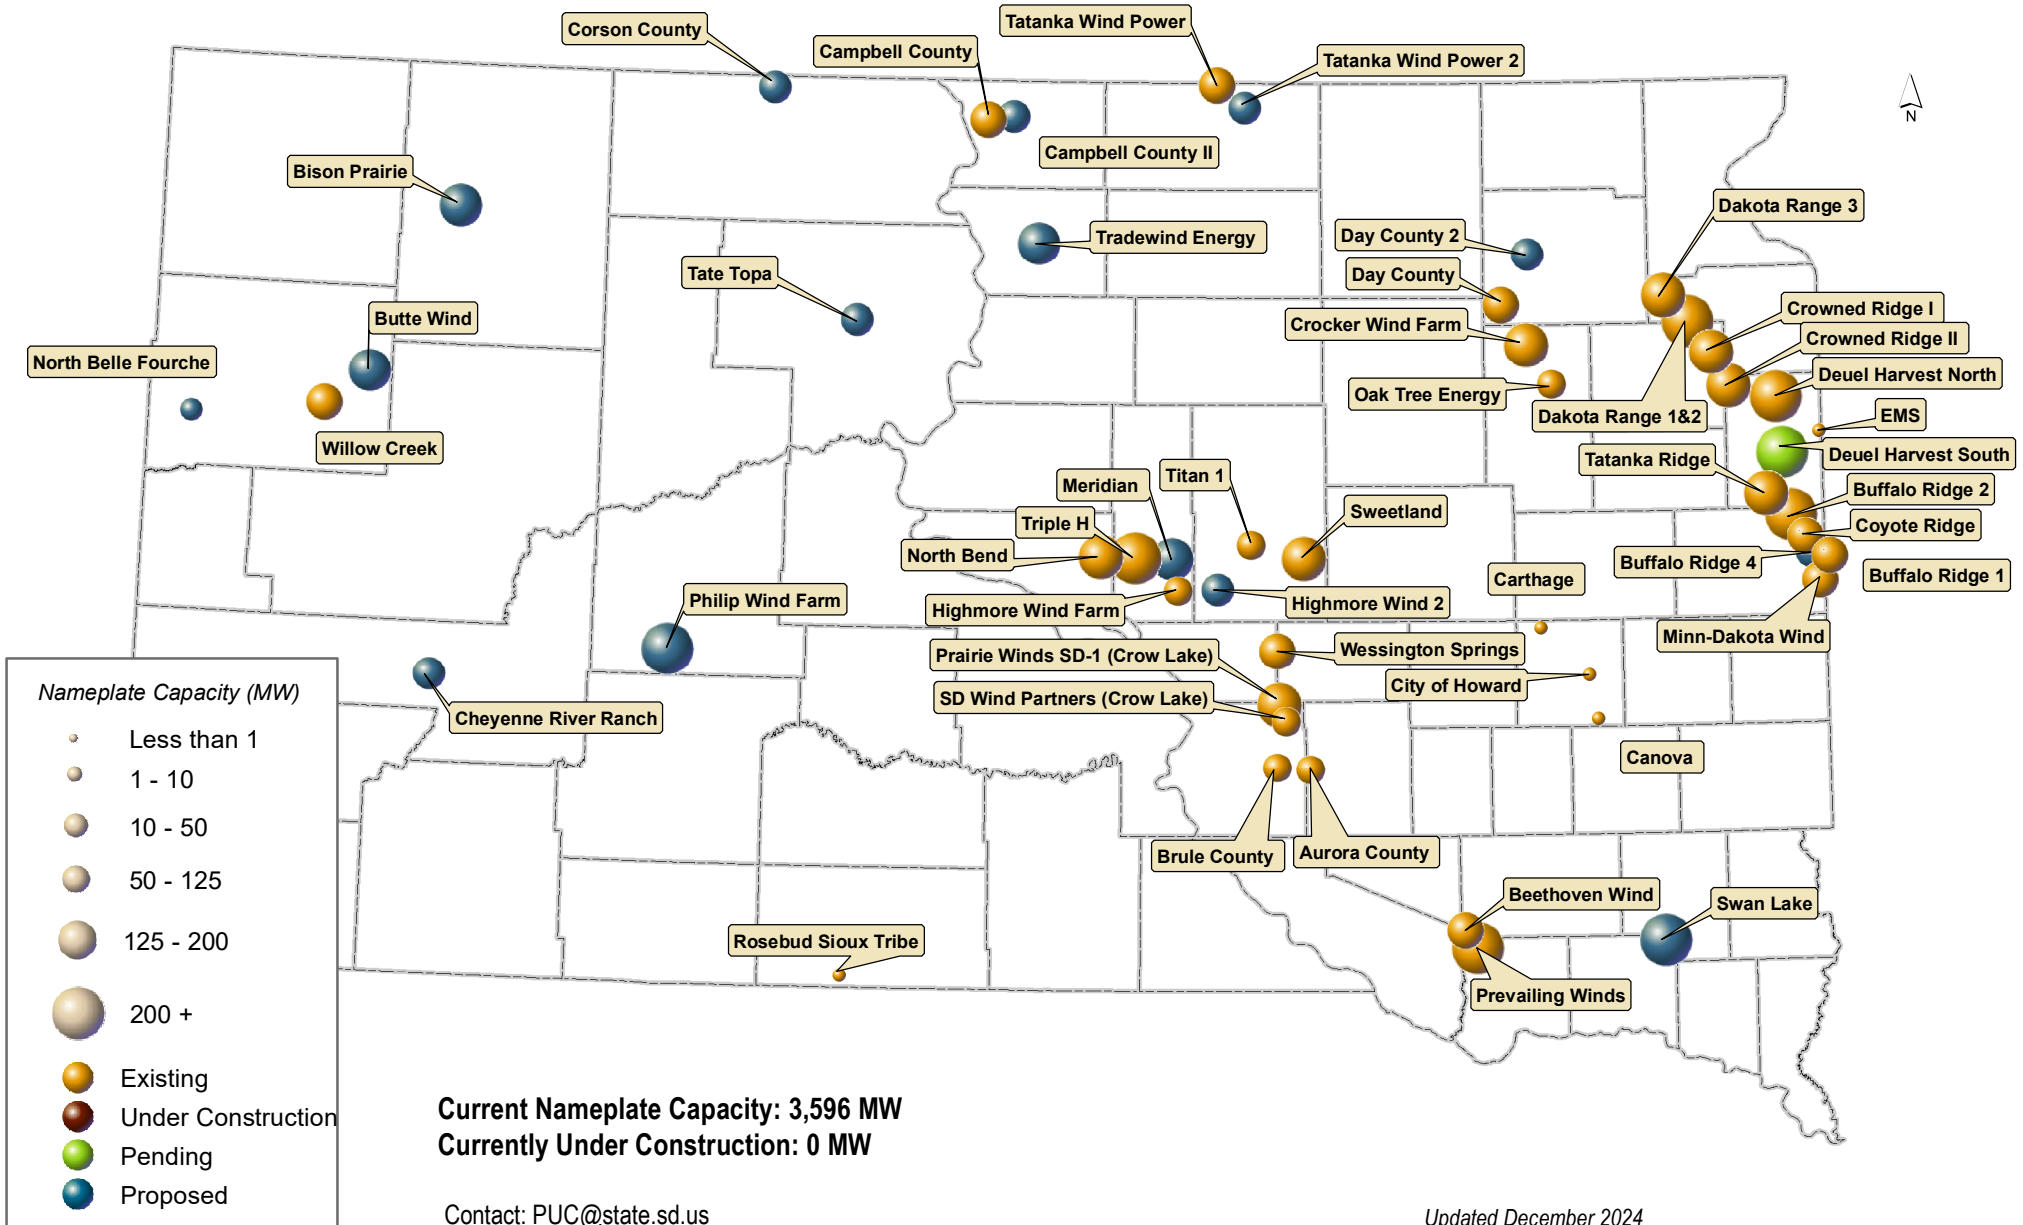 Corson County
Campbell County
Tatanka Wind Power
Tatanka Wind Power 2
N
Campbell County II
Bison Prairie
Dakota Range 3
Tradewind Energy
Day County 2
Tate Topa
Day County
Butte Wind
Crocker Wind Farm
Crowned Ridge I
Crowned Ridge II
North Belle Fourche
Deuel Harvest North
Oak Tree Energy
Dakota Range 1&2
EMS
Willow Creek
Deuel Harvest South
Tatanka Ridge
Meridian
Titan 1
Buffalo Ridge 2
Triple H
Sweetland
Coyote Ridge
North Bend
Buffalo Ridge 4
Carthage
Buffalo Ridge 1
Philip Wind Farm
Highmore Wind Farm
Highmore Wind 2
Minn-Dakota Wind
Wessington Springs
Prairie Winds SD-1 (Crow Lake)
City of Howard
SD Wind Partners (Crow Lake)
Cheyenne River Ranch
Canova
Brule County
Aurora County
Beethoven Wind
Swan Lake
Rosebud Sioux Tribe
Prevailing Winds
Nameplate Capacity (MW)
Less than 1
1 - 10
10 - 50
50 - 125
125 - 200
200 +
Existing
Under Construction
Pending
Proposed
Current Nameplate Capacity: 3,596 MW
Currently Under Construction: 0 MW
Contact: PUC@state.sd.us
Updated December 2024